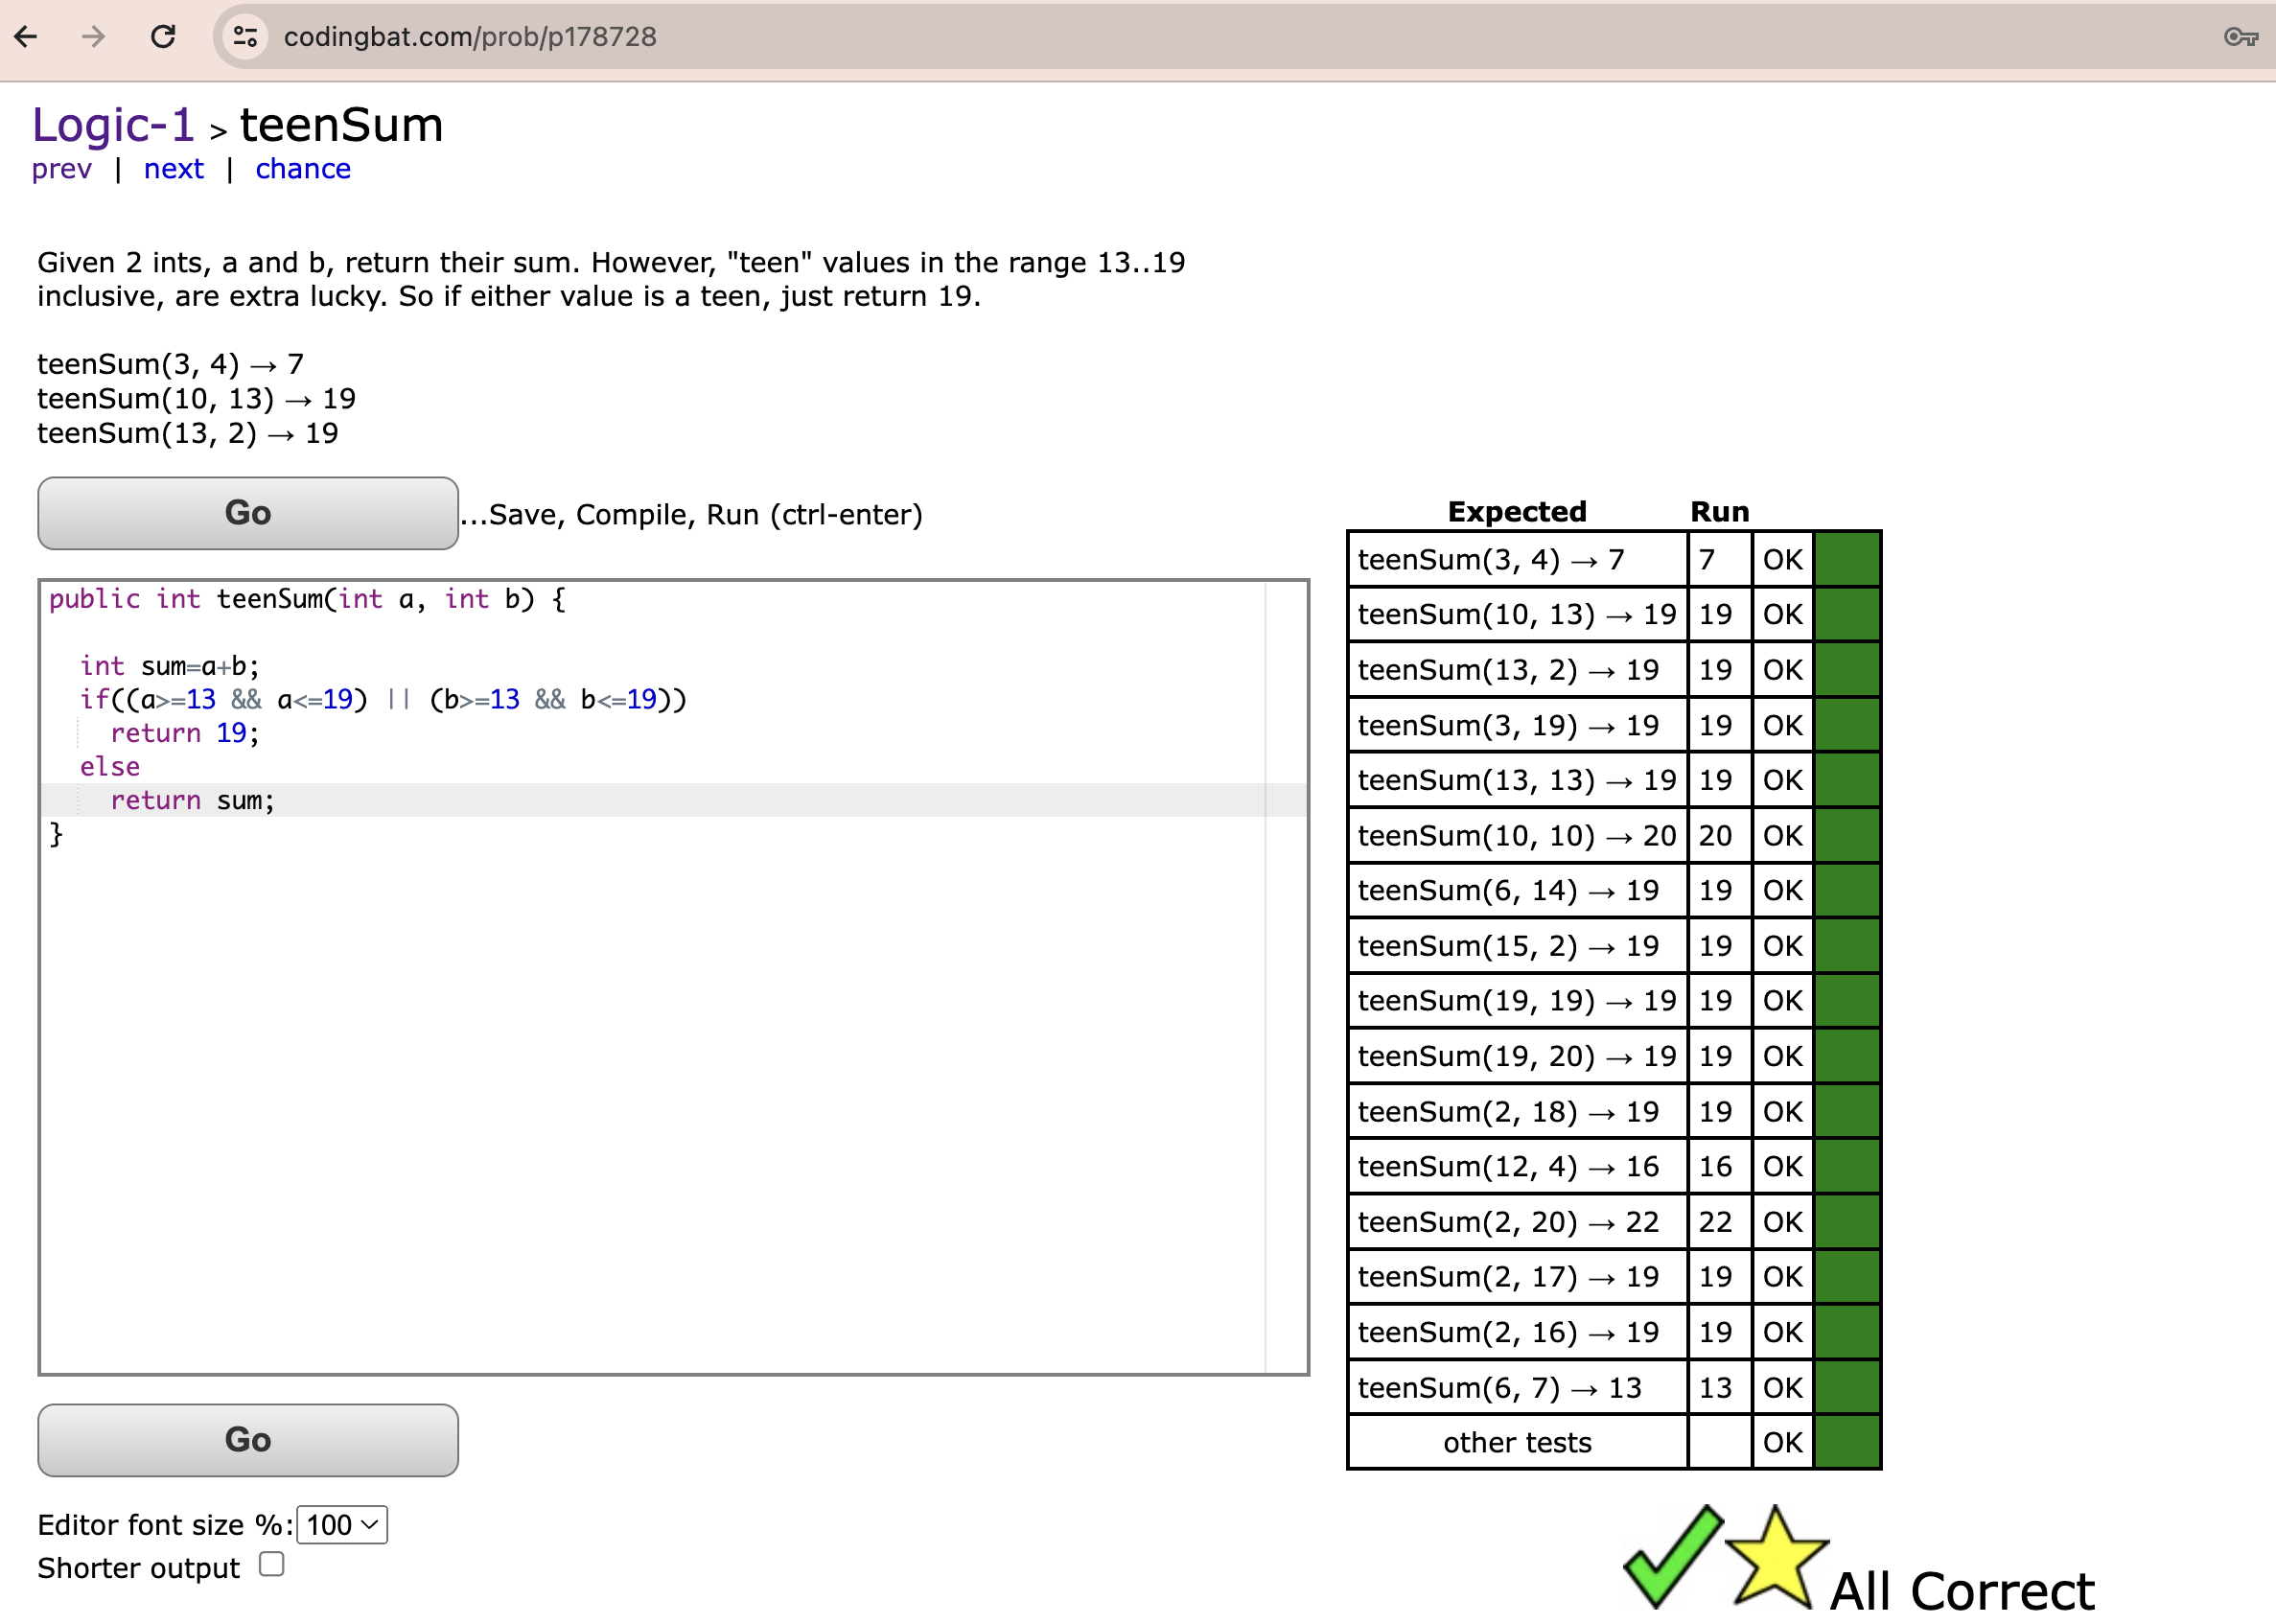 codingbat.com/prob/p178728
Logic-1 > teenSum
prev | next | chance
Given 2 ints, a and b, return their sum. However, "teen" values in the range 13..19
inclusive, are extra lucky. So if either value is a teen, just return 19.
teenSum(3, 4) → 7
teenSum(10, 13) → 19
teenSum(13, 2) → 19
Go ...Save, Compile, Run (ctrl-enter)
public int teenSum(int a, int b) {
int sum=a+b;
if((a>=13 && a<=19) || (b>=13 && b<=19))
return 19;
else
return sum;
}
Go
Editor font size %: 100
Shorter output
Expected Run
teenSum(3, 4) → 7 7 OK
teenSum(10, 13) → 19 19 OK
teenSum(13, 2) → 19 19 OK
teenSum(3, 19) → 19 19 OK
teenSum(13, 13) → 19 19 OK
teenSum(10, 10) → 20 20 OK
teenSum(6, 14) → 19 19 OK
teenSum(15, 2) → 19 19 OK
teenSum(19, 19) → 19 19 OK
teenSum(19, 20) → 19 19 OK
teenSum(2, 18) → 19 19 OK
teenSum(12, 4) → 16 16 OK
teenSum(2, 20) → 22 22 OK
teenSum(2, 17) → 19 19 OK
teenSum(2, 16) → 19 19 OK
teenSum(6, 7) → 13 13 OK
other tests OK
All Correct